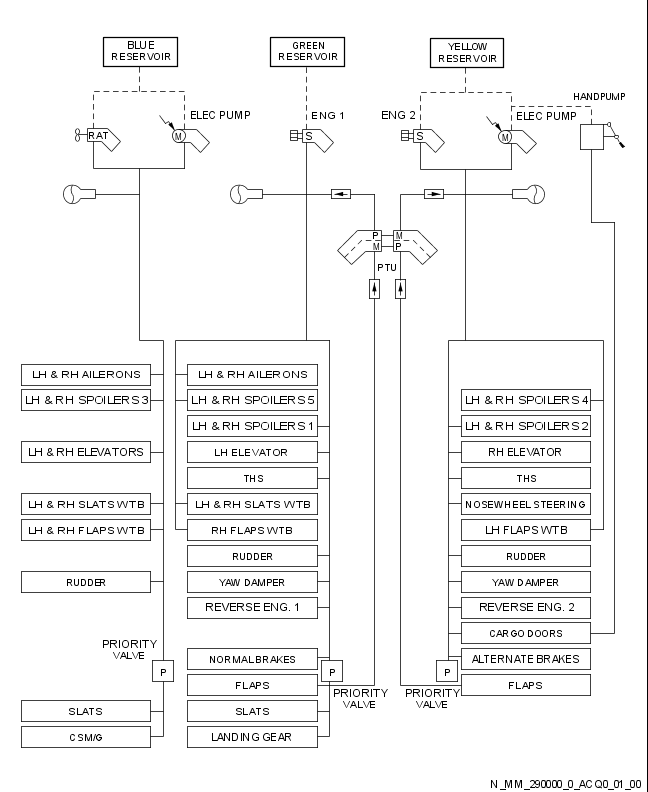 BLUE
RESERVOIR
GREEN
RESERVOIR
YELLOW
RESERVOIR
HANDPUMP
RAT
M
ELEC PUMP
ENG 1
S
ENG 2
S
M
ELEC PUMP
P
M
M
P
PTU
LH & RH AILERONS
LH & RH SPOILERS 3
LH & RH ELEVATORS
LH & RH SLATS WTB
LH & RH FLAPS WTB
RUDDER
PRIORITY
VALVE
P
SLATS
CSM/G
LH & RH AILERONS
LH & RH SPOILERS 5
LH & RH SPOILERS 1
LH ELEVATOR
THS
LH & RH SLATS WTB
RH FLAPS WTB
RUDDER
YAW DAMPER
REVERSE ENG. 1
NORMAL BRAKES
FLAPS
SLATS
LANDING GEAR
P
PRIORITY
VALVE
LH & RH SPOILERS 4
LH & RH SPOILERS 2
RH ELEVATOR
THS
NOSEWHEEL STEERING
LH FLAPS WTB
RUDDER
YAW DAMPER
REVERSE ENG. 2
CARGO DOORS
ALTERNATE BRAKES
FLAPS
P
PRIORITY
VALVE
N_MM_290000_0_ACQ0_01_00